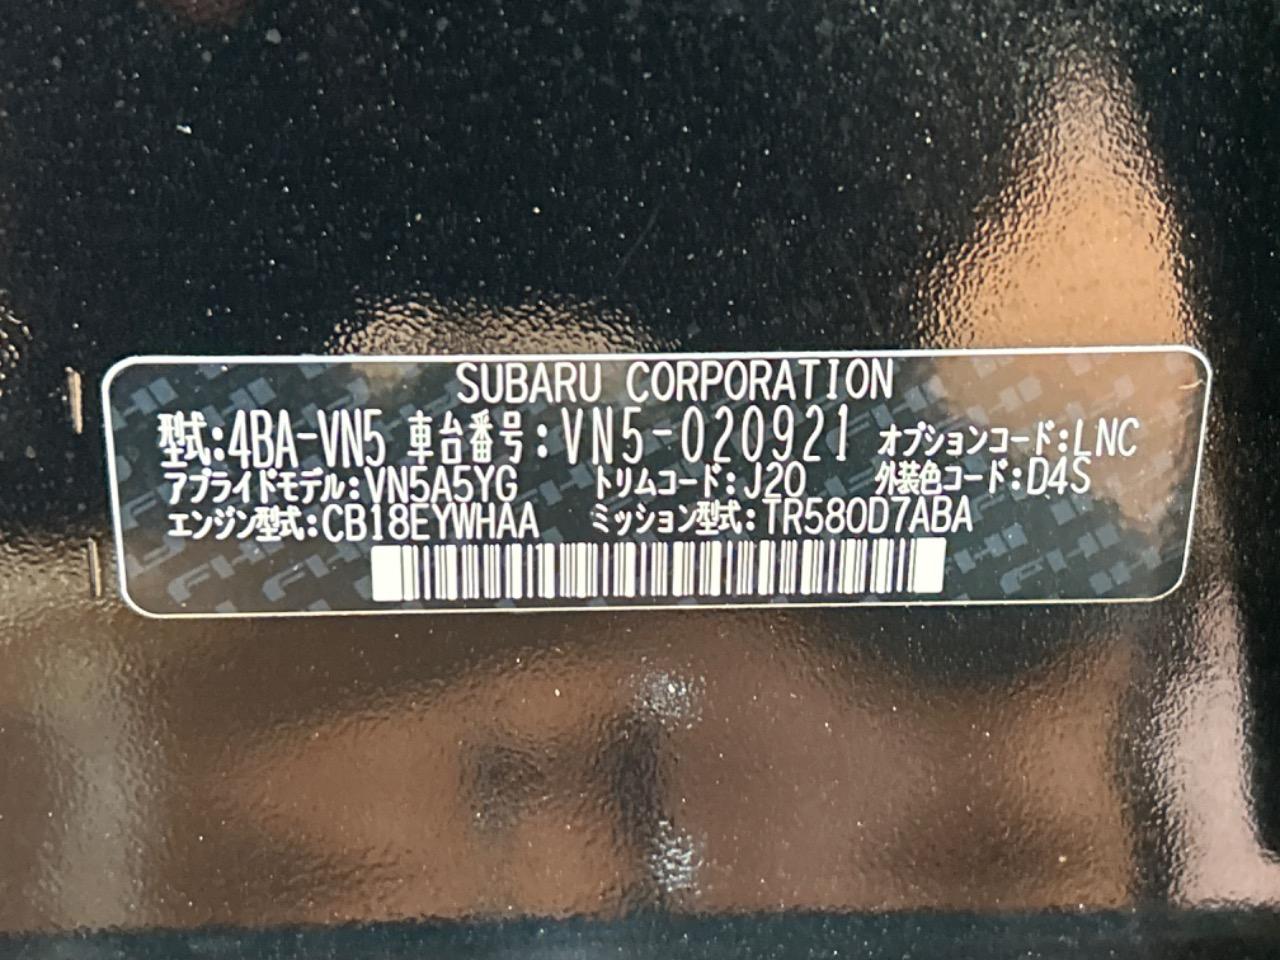 SUBARU CORPORATION
型式:4BA-VN5 車台番号:VN5-020921 オプションコード:LNC
アプライドモデル:VN5A5YG トリムコード:J20 外装色コード:D4S
エンジン型式:CB18EYWHAA ミッション型式:TR580D7ABA